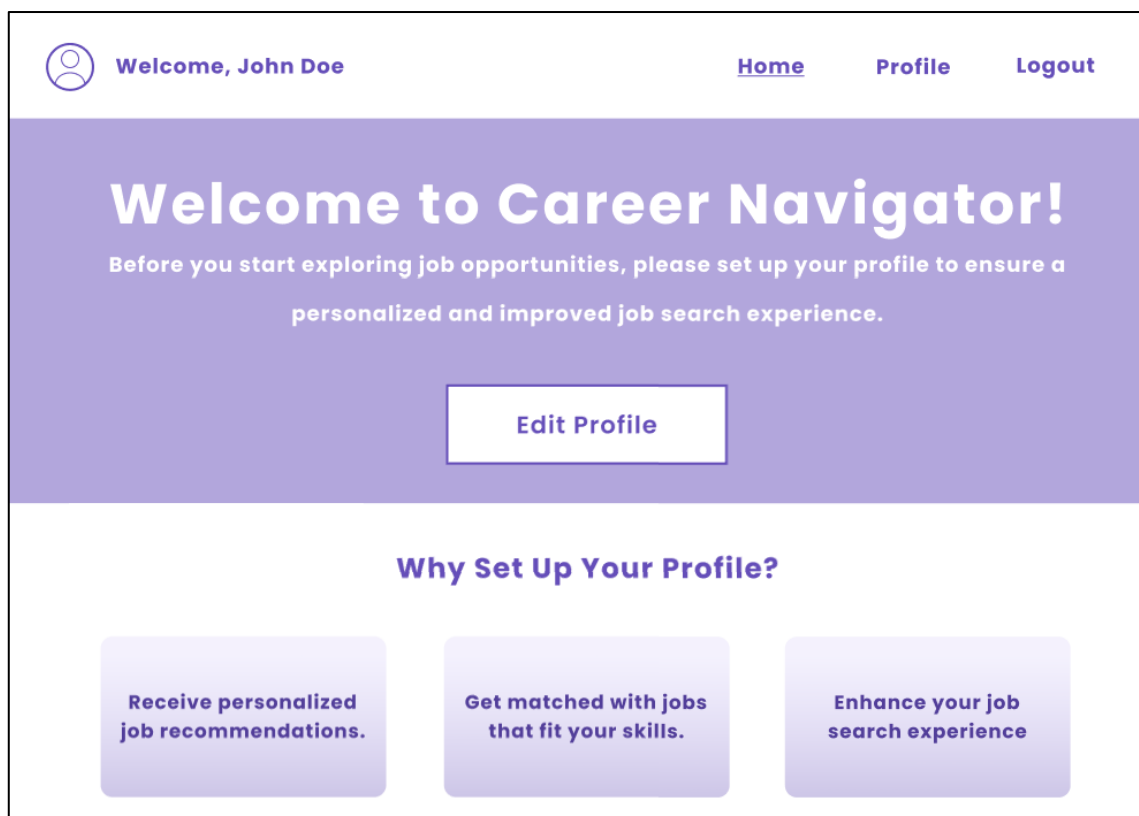 Welcome, John Doe
Home
Profile
Logout
Welcome to Career Navigator!
Before you start exploring job opportunities, please set up your profile to ensure a
personalized and improved job search experience.
Edit Profile
Why Set Up Your Profile?
Receive personalized
job recommendations.
Get matched with jobs
that fit your skills.
Enhance your job
search experience